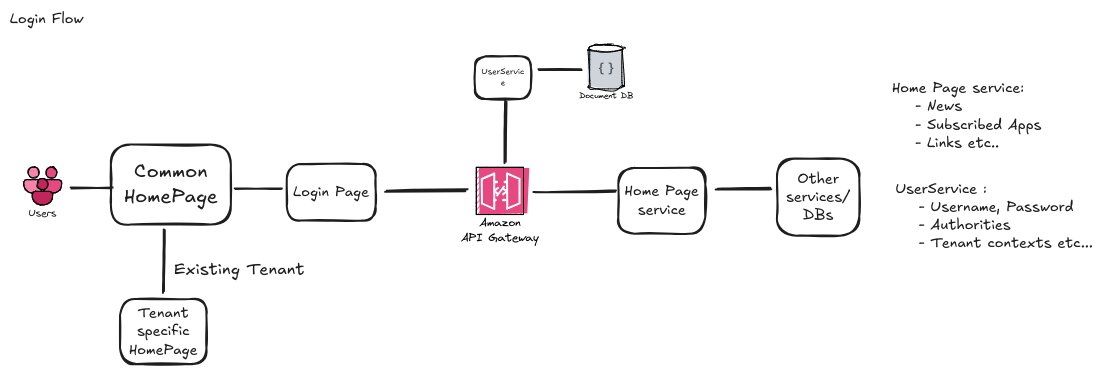 Login Flow
UserServic
e
{ }
Document DB
Home Page service:
- News
- Subscribed Apps
- Links etc..
Common
HomePage
Login Page
Users
Amazon
API Gateway
Home Page
service
Other
services/
DBs
UserService :
- Username, Password
- Authorities
- Tenant contexts etc...
Existing Tenant
Tenant
specific
HomePage